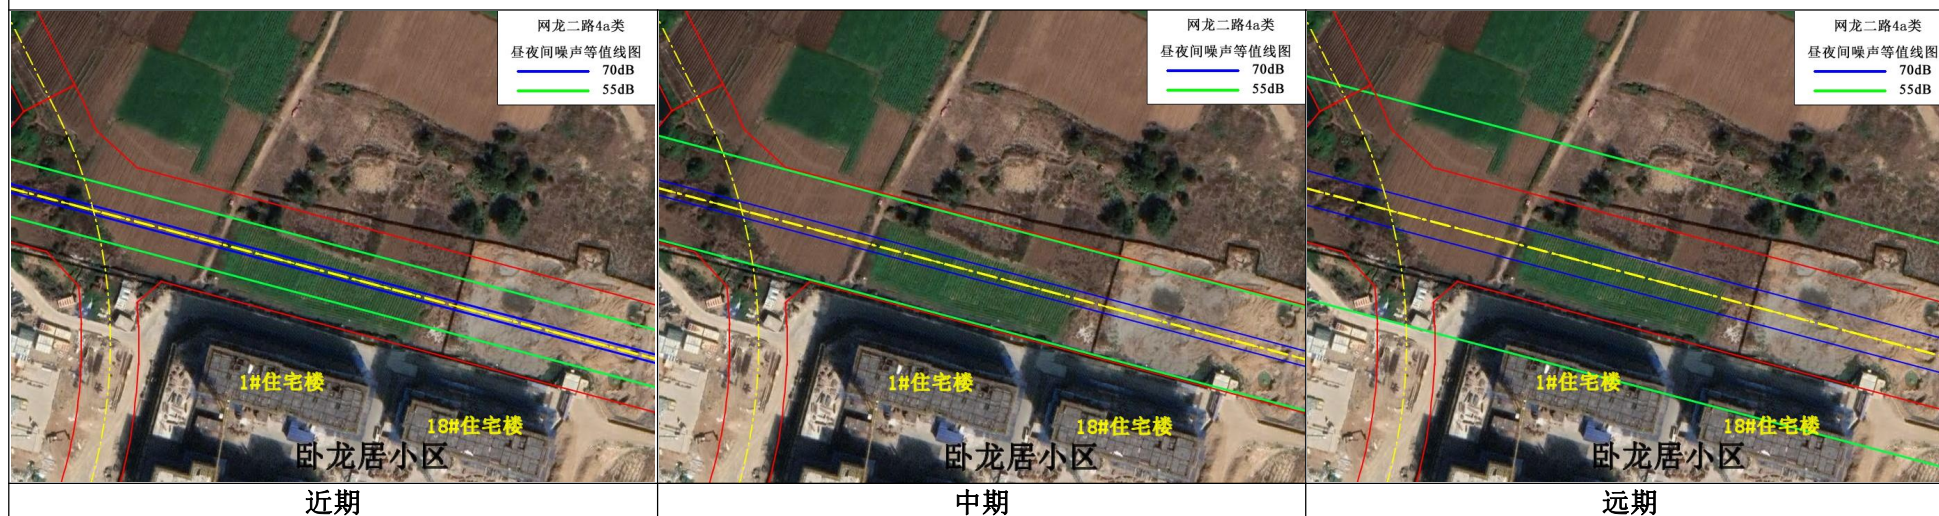 网龙二路4a类
昼夜间噪声等值线图
70dB
55dB
1#住宅楼
18#住宅楼
卧龙居小区
近期
网龙二路4a类
昼夜间噪声等值线图
70dB
55dB
1#住宅楼
18#住宅楼
卧龙居小区
中期
网龙二路4a类
昼夜间噪声等值线图
70dB
55dB
1#住宅楼
18#住宅楼
卧龙居小区
远期